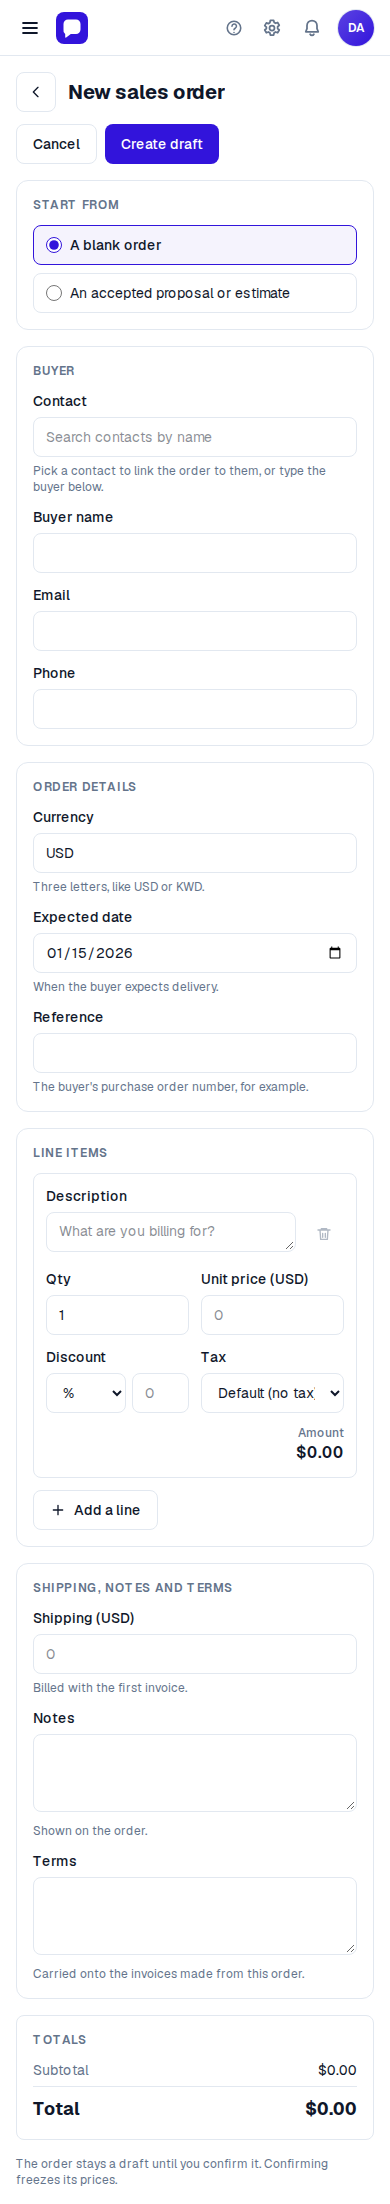 DA
New sales order
Cancel
Create draft
START FROM
A blank order
An accepted proposal or estimate
BUYER
Contact
Search contacts by name
Pick a contact to link the order to them, or type the
buyer below.
Buyer name
Email
Phone
ORDER DETAILS
Currency
USD
Three letters, like USD or KWD.
Expected date
01/15/2026
When the buyer expects delivery.
Reference
The buyer's purchase order number, for example.
LINE ITEMS
Description
What are you billing for?
Qty
Unit price (USD)
1
0
Discount
Tax
%
0
Default (no tax)
Amount
$0.00
Add a line
SHIPPING, NOTES AND TERMS
Shipping (USD)
0
Billed with the first invoice.
Notes
Shown on the order.
Terms
Carried onto the invoices made from this order.
TOTALS
Subtotal
$0.00
Total
$0.00
The order stays a draft until you confirm it. Confirming
freezes its prices.